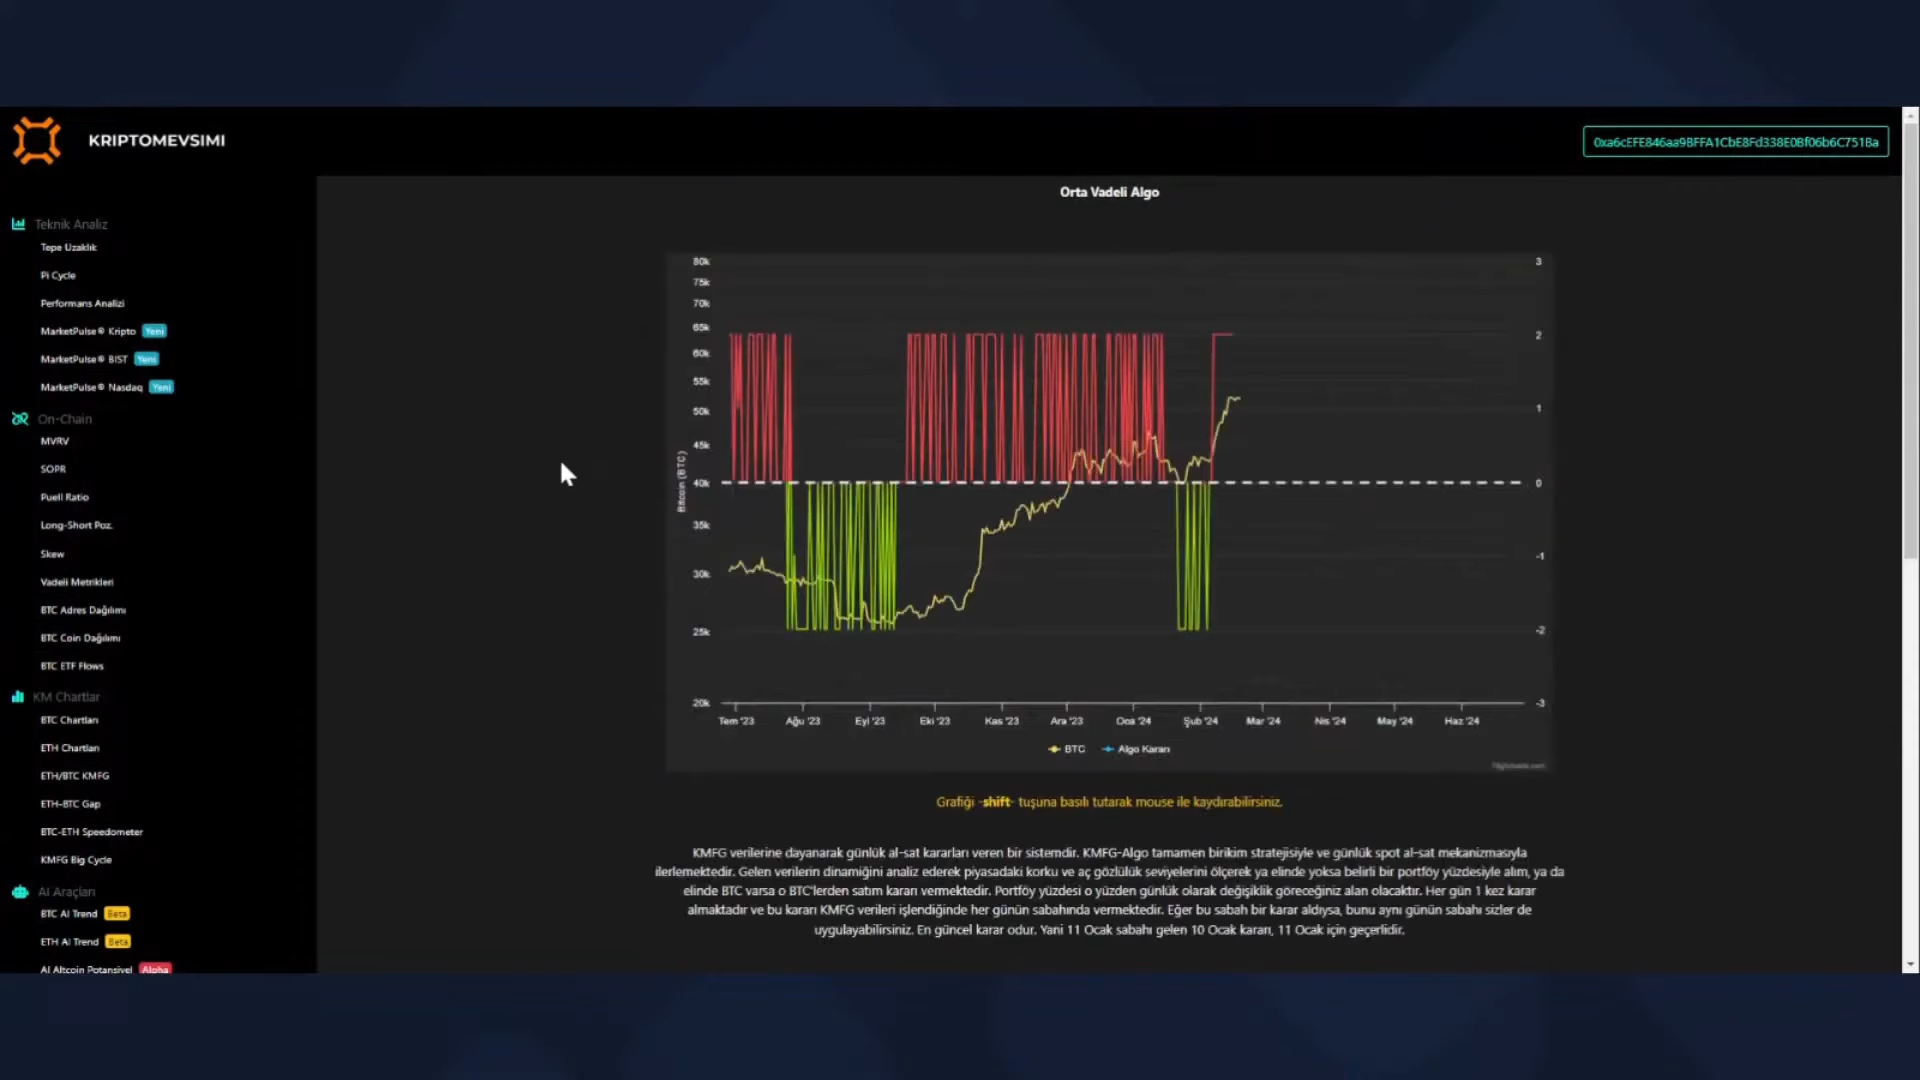 KRIPTOMEVSIMI
0xa6cEFE846aa9BFFA1CbE8Fd338E0Bf06b6C751Ba
Teknik Analiz
Tepe Uzaklık
Pi Cycle
Performans Analizi
MarketPulse® Kripto Yeni
MarketPulse® BIST Yeni
MarketPulse® Nasdaq Yeni
On-Chain
MVRV
SOPR
Puell Ratio
Long-Short Poz.
Skew
Vadeli Metrikleri
BTC Adres Dağılımı
BTC Coin Dağılımı
BTC ETF Flows
KM Chartlar
BTC Chartları
ETH Chartları
ETH/BTC KMFG
ETH-BTC Gap
BTC-ETH Speedometer
KMFG Big Cycle
AI Araçları
BTC AI Trend Beta
ETH AI Trend Beta
AI Altcoin Potansiyel Alpha
Orta Vadeli Algo
80k
75k
70k
65k
60k
55k
50k
45k
40k
35k
30k
25k
20k
Bitcoin (BTC)
3
2
1
0
-1
-2
-3
Tem '23 Ağu '23 Eyl '23 Eki '23 Kas '23 Ara '23 Oca '24 Şub '24 Mar '24 Nis '24 May '24 Haz '24
BTC Algo Kararı
Grafiği -shift- tuşuna basılı tutarak mouse ile kaydırabilirsiniz.
KMFG verilerine dayanarak günlük al-sat kararları veren bir sistemdir. KMFG-Algo tamamen birikim stratejisiyle ve günlük spot al-sat mekanizmasıyla
ilerlemektedir. Gelen verilerin dinamiğini analiz ederek piyasadaki korku ve aç gözlülük seviyelerini ölçerek ya elinde yoksa belirli bir portföy yüzdesiyle alım, ya da
elinde BTC varsa o BTC'lerden satım kararı vermektedir. Portföy yüzdesi o yüzden günlük olarak değişiklik göreceğiniz alan olacaktır. Her gün 1 kez karar
almaktadır ve bu kararı KMFG verileri işlendiğinde her günün sabahında vermektedir. Eğer bu sabah bir karar aldıysa, bunu aynı günün sabahı sizler de
uygulayabilirsiniz. En güncel karar odur. Yani 11 Ocak sabahı gelen 10 Ocak kararı, 11 Ocak için geçerlidir.